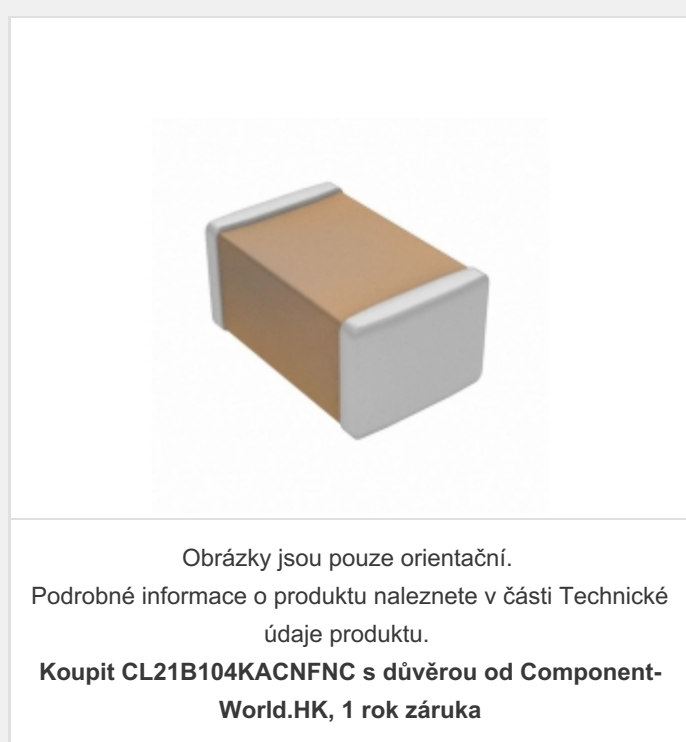 Obrázky jsou pouze orientační.
Podrobné informace o produktu naleznete v části Technické
údaje produktu.
Koupit CL21B104KACNFNC s důvěrou od Component-
World.HK, 1 rok záruka